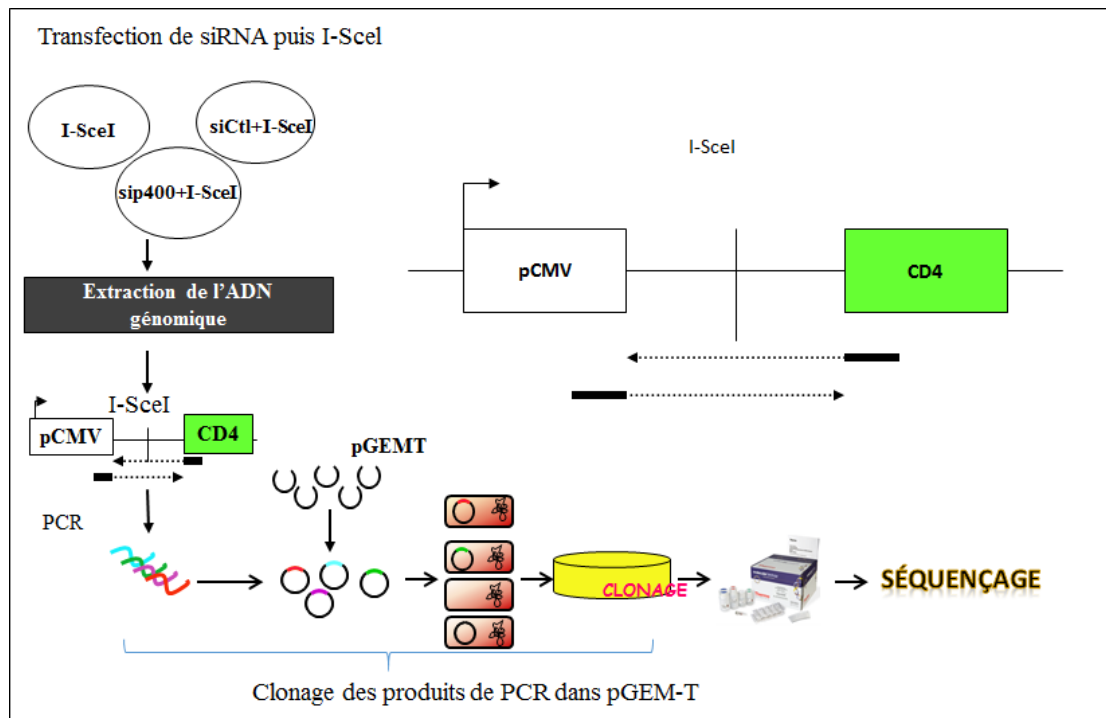 Transfection de siRNA puis I-SceI
I-SceI
siCtl+I-SceI
sip400+I-SceI
Extraction de l'ADN
génomique
I-SceI
pCMV
CD4
I-SceI
pCMV
CD4
pGEMT
PCR
CLONAGE
SÉQUENÇAGE
Clonage des produits de PCR dans pGEM-T